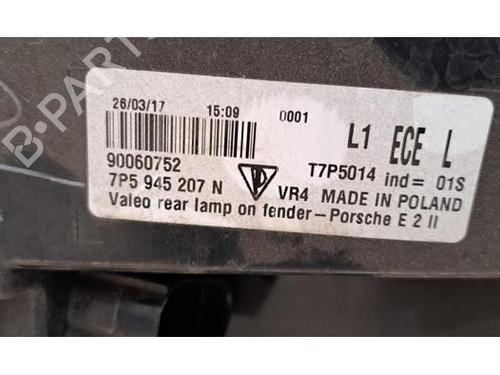 B-PARTS
26/03/17 15:09 0001 L1 ECE L
90060752 T7P5014 ind= 01S
7P5 945 207 N VR4 MADE IN POLAND
Valeo rear lamp on fender-Porsche E 2 II